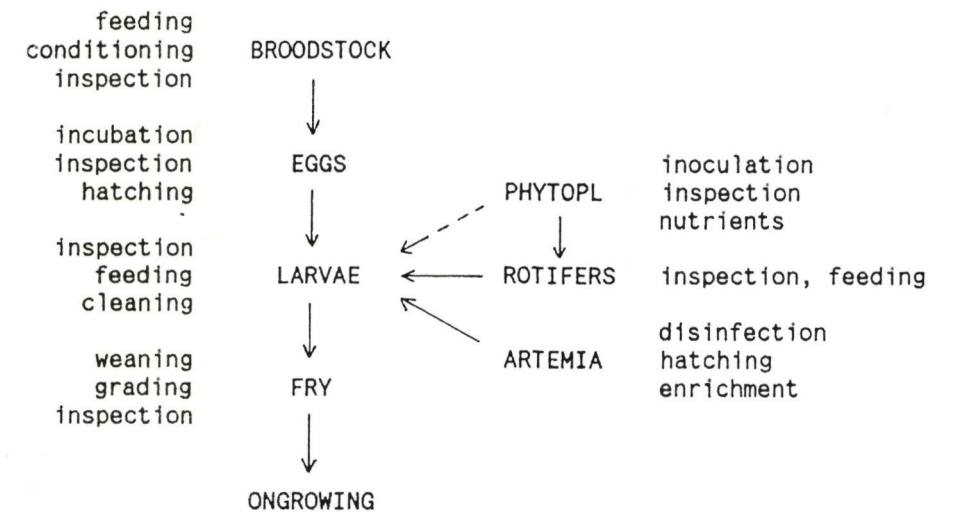 feeding
conditioning BROODSTOCK
inspection
incubation
inspection EGGS inoculation
hatching PHYTOPL inspection
nutrients
inspection
feeding LARVAE ROTIFERS inspection, feeding
cleaning
disinfection
weaning ARTEMIA hatching
grading FRY enrichment
inspection
ONGROWING